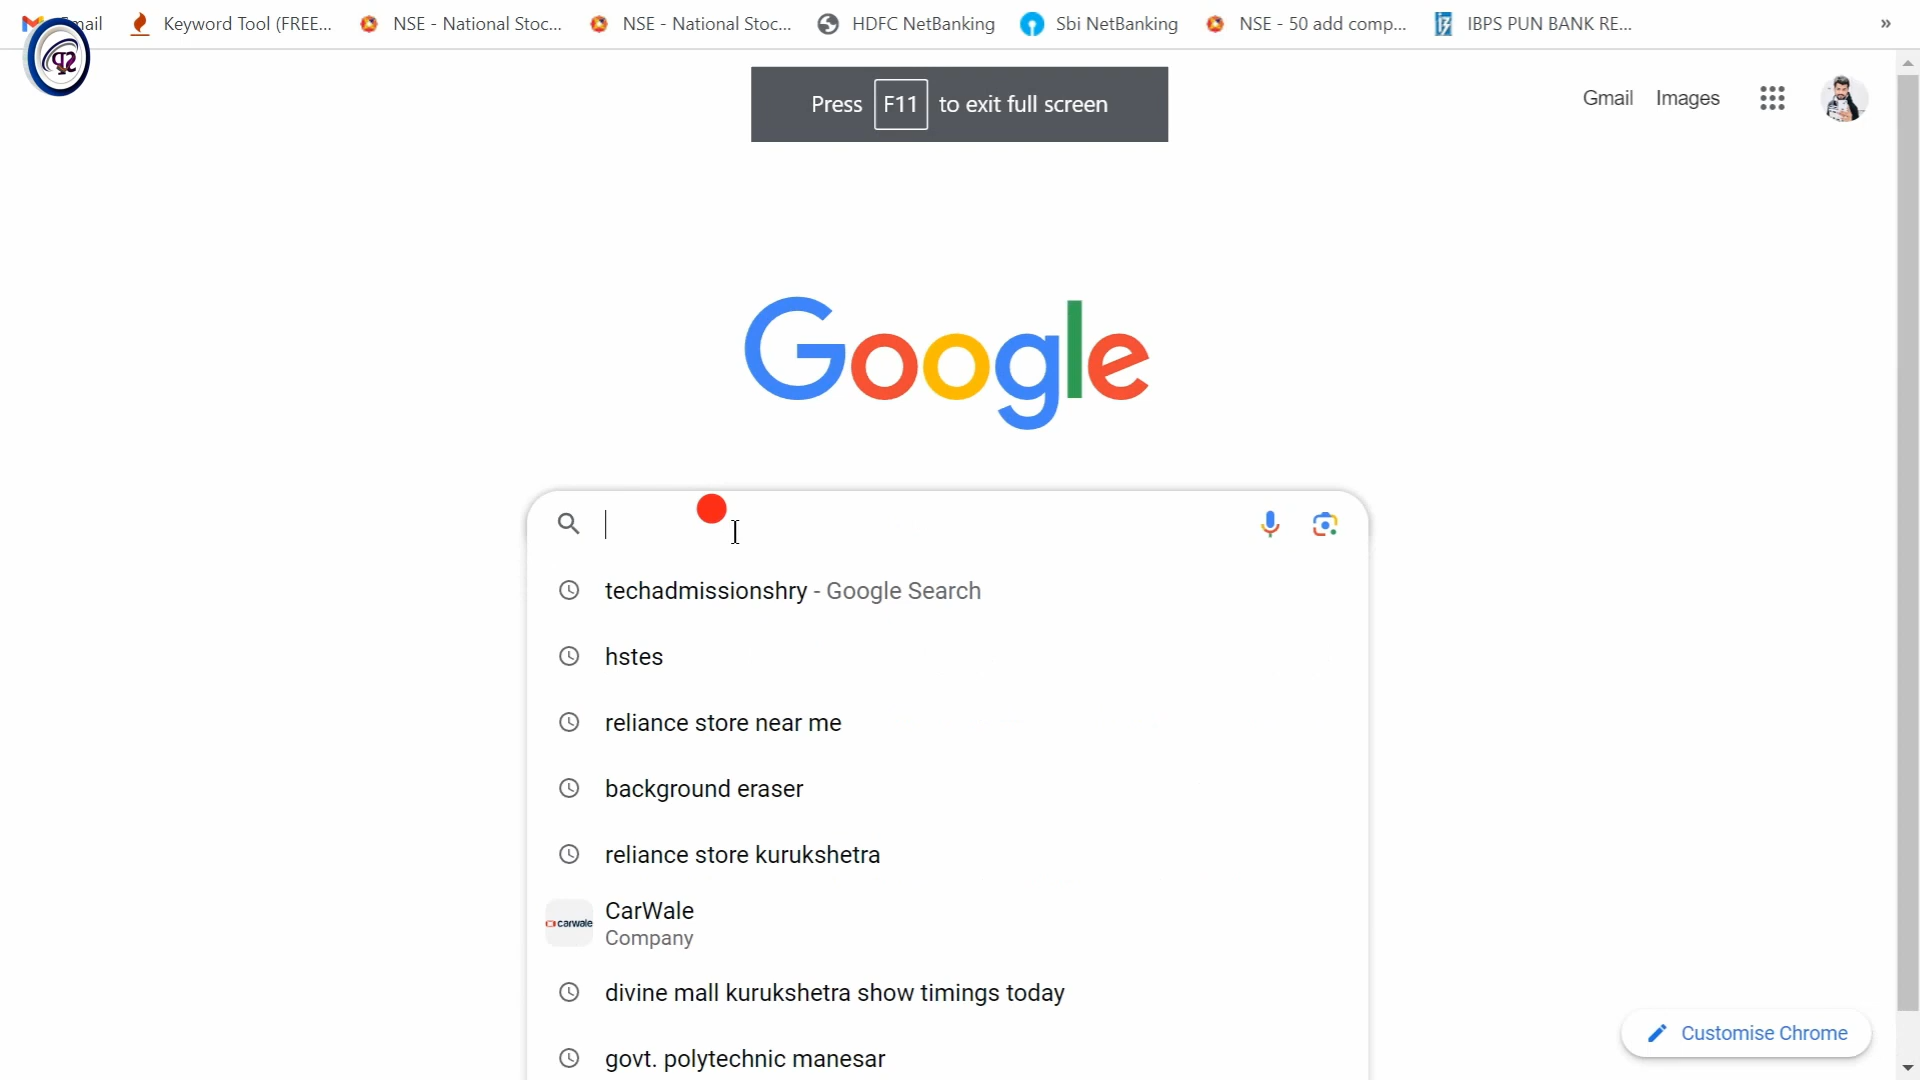 Gmail
Keyword Tool (FREE...
NSE - National Stoc...
NSE - National Stoc...
HDFC NetBanking
Sbi NetBanking
NSE - 50 add comp...
IBPS PUN BANK RE...
»
Press F11 to exit full screen
Gmail
Images
Google
techadmissionshry - Google Search
hstes
reliance store near me
background eraser
reliance store kurukshetra
carwale
CarWale
Company
divine mall kurukshetra show timings today
govt. polytechnic manesar
Customise Chrome